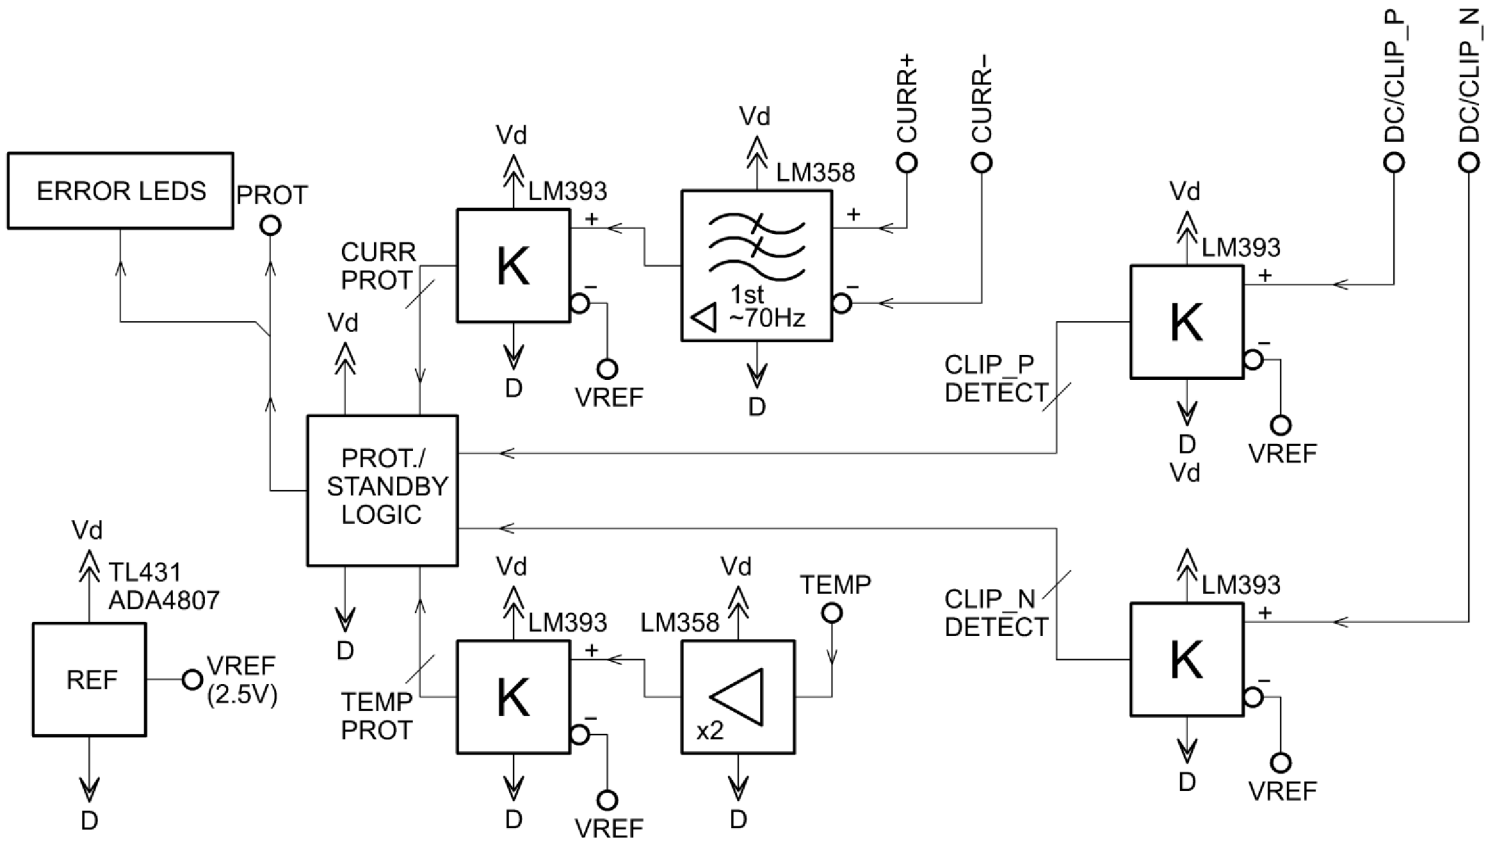 DC/CLIP_P
DC/CLIP_N
CURR+
CURR−
Vd
Vd
LM358
ERROR LEDS
PROT
LM393
+
+
Vd
LM393
+
CURR
PROT
K
−
1st
~70Hz
−
K
−
Vd
D
VREF
D
CLIP_P
DETECT
D
VREF
Vd
PROT./
STANDBY
LOGIC
Vd
TL431
ADA4807
Vd
LM393
+
LM358
Vd
TEMP
CLIP_N
DETECT
LM393
+
D
REF
VREF
(2.5V)
TEMP
PROT
K
−
x2
K
−
D
D
VREF
D
D
VREF